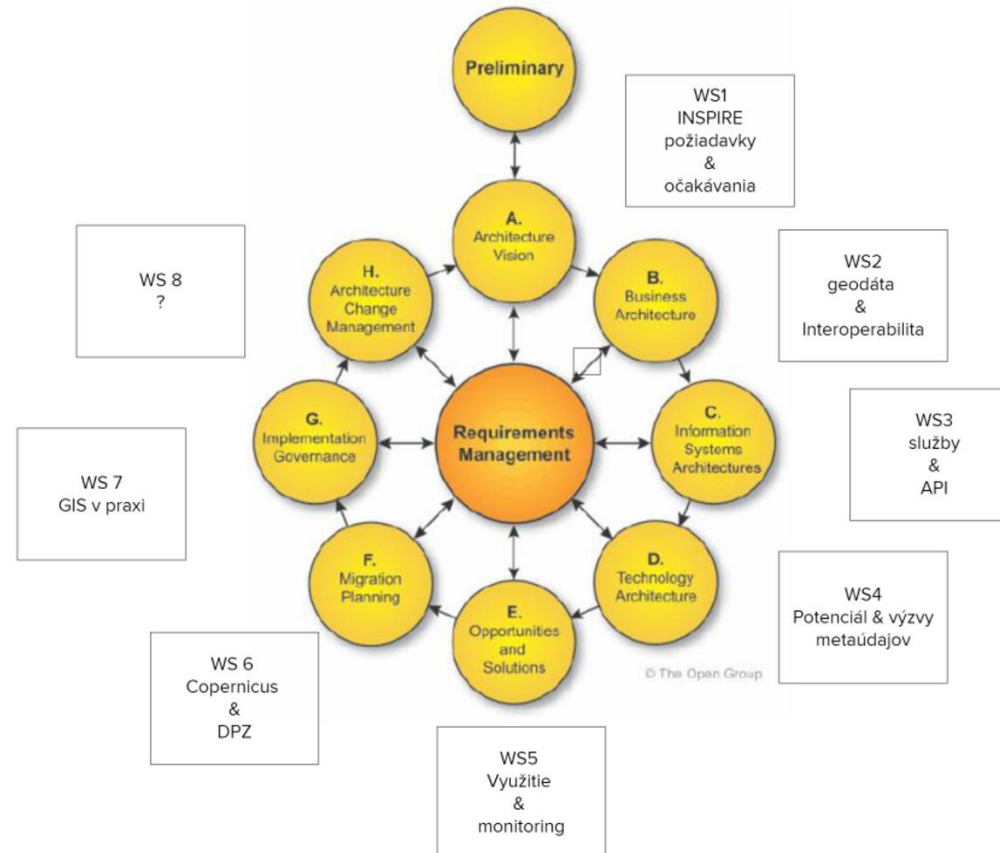 Preliminary
WS1
INSPIRE
požiadavky
&
očakávania
A.
Architecture
Vision
WS 8
?
H.
Architecture
Change
Management
B.
Business
Architecture
WS2
geodáta
&
Interoperabilita
G.
Implementation
Governance
Requirements
Management
C.
Information
Systems
Architectures
WS3
služby
&
API
WS 7
GIS v praxi
F.
Migration
Planning
D.
Technology
Architecture
WS4
Potenciál & výzvy
metaúdajov
E.
Opportunities
and
Solutions
© The Open Group
WS 6
Copernicus
&
DPZ
WS5
Využitie
&
monitoring